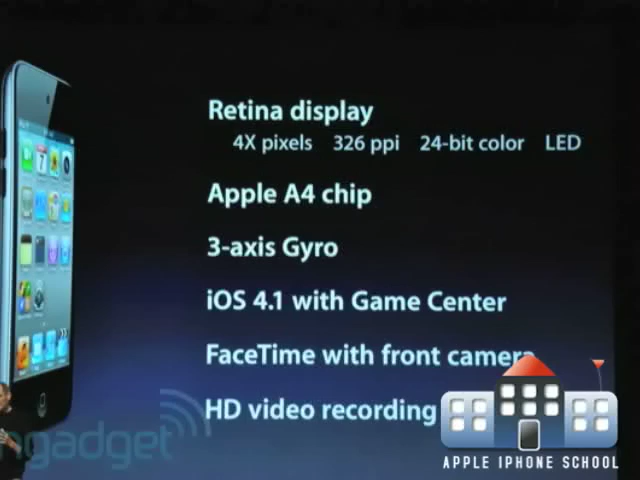 Retina display
4X pixels 326 ppi 24-bit color LED
Apple A4 chip
3-axis Gyro
iOS 4.1 with Game Center
FaceTime with front camera
HD video recording
ngadget
APPLE IPHONE SCHOOL